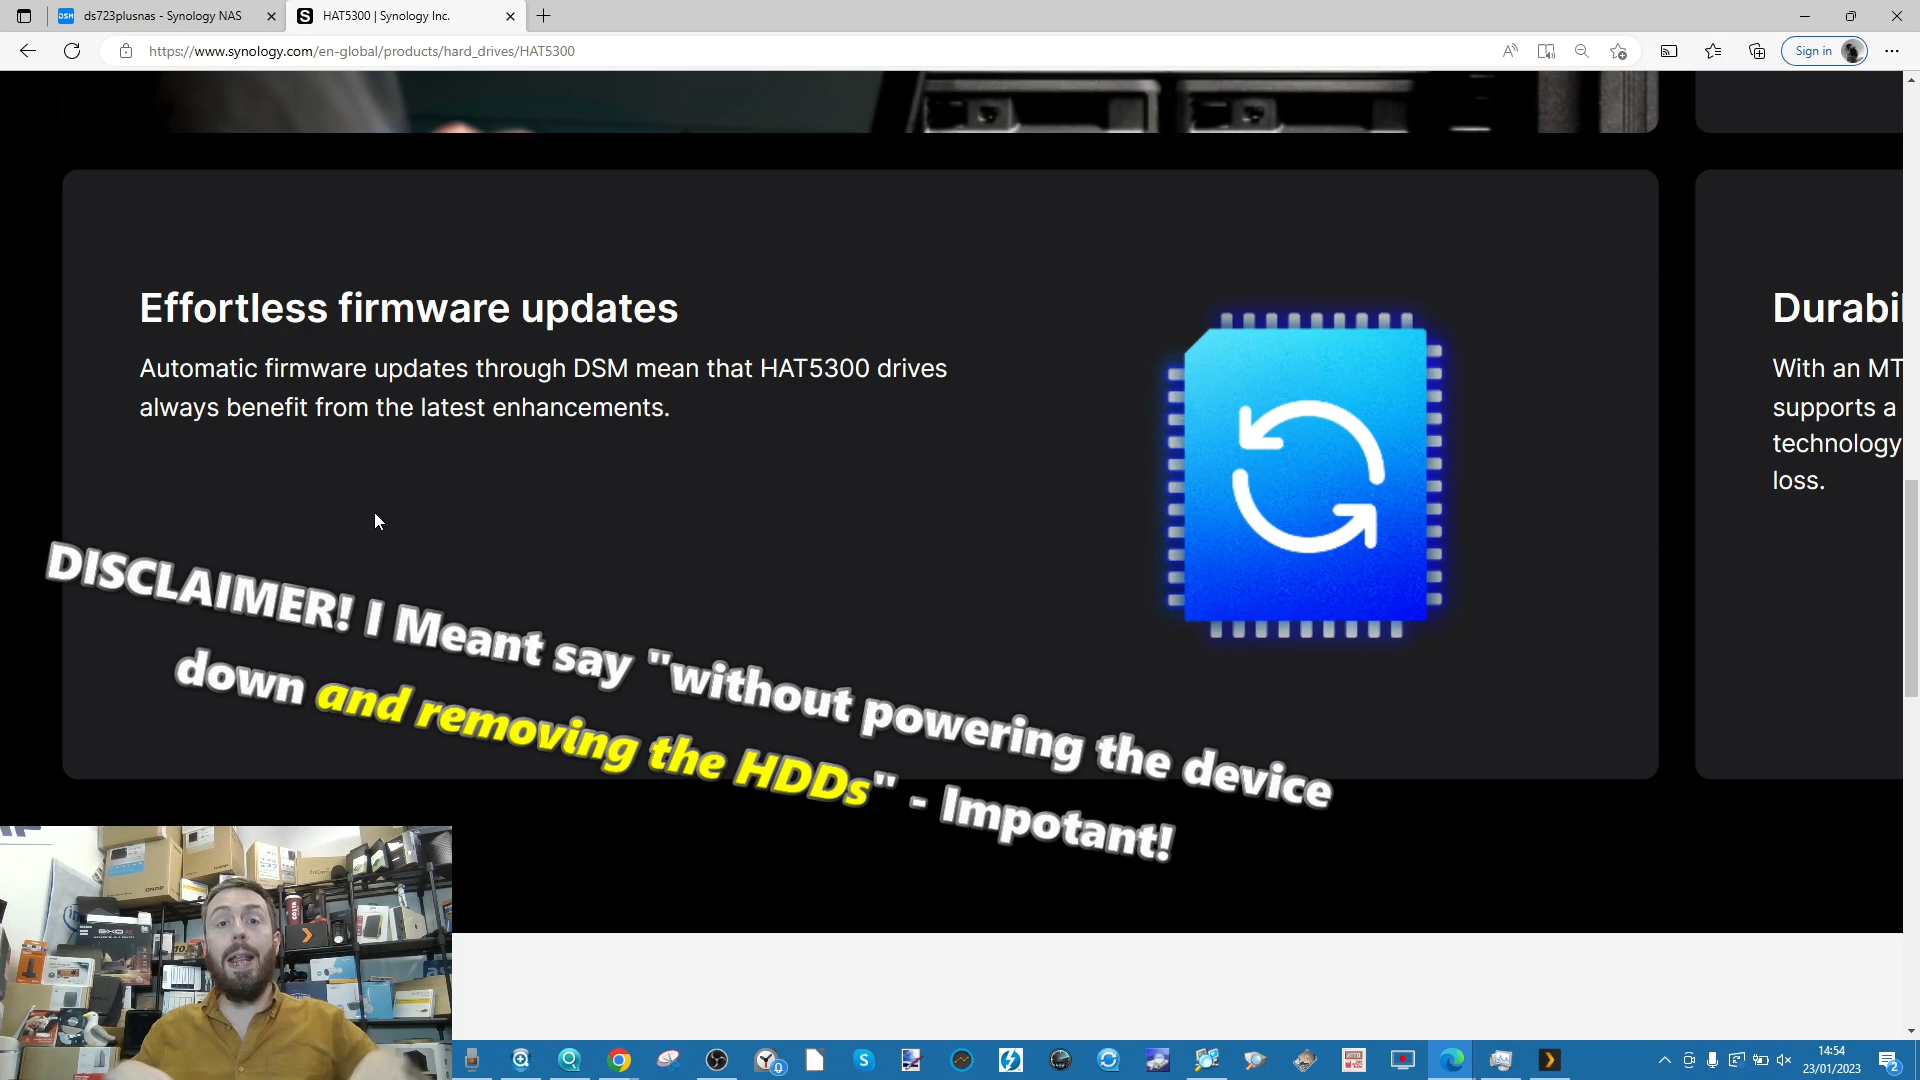 ds723plusnas - Synology NAS
HAT5300 | Synology Inc.
https://www.synology.com/en-global/products/hard_drives/HAT5300
Sign in
Effortless firmware updates
Automatic firmware updates through DSM mean that HAT5300 drives
always benefit from the latest enhancements.
Durabi
With an MT
supports a
technology
loss.
DISCLAIMER! I Meant say "without powering the device
down and removing the HDDs" - Impotant!
14:54
23/01/2023
2